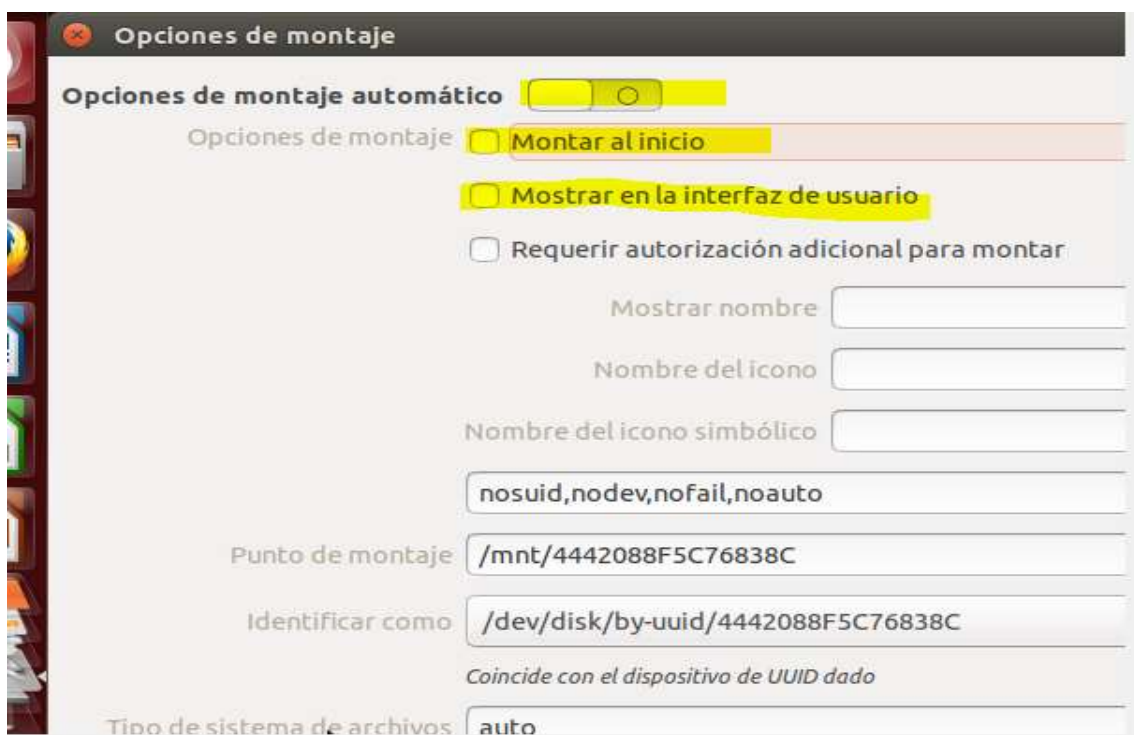 Opciones de montaje
Opciones de montaje automático
Opciones de montaje Montar al inicio
Mostrar en la interfaz de usuario
Requerir autorización adicional para montar
Mostrar nombre
Nombre del icono
Nombre del icono simbólico
nosuid,nodev,nofail,noauto
Punto de montaje /mnt/4442088F5C76838C
Identificar como /dev/disk/by-uuid/4442088F5C76838C
Coincide con el dispositivo de UUID dado
Tipo de sistema de archivos auto